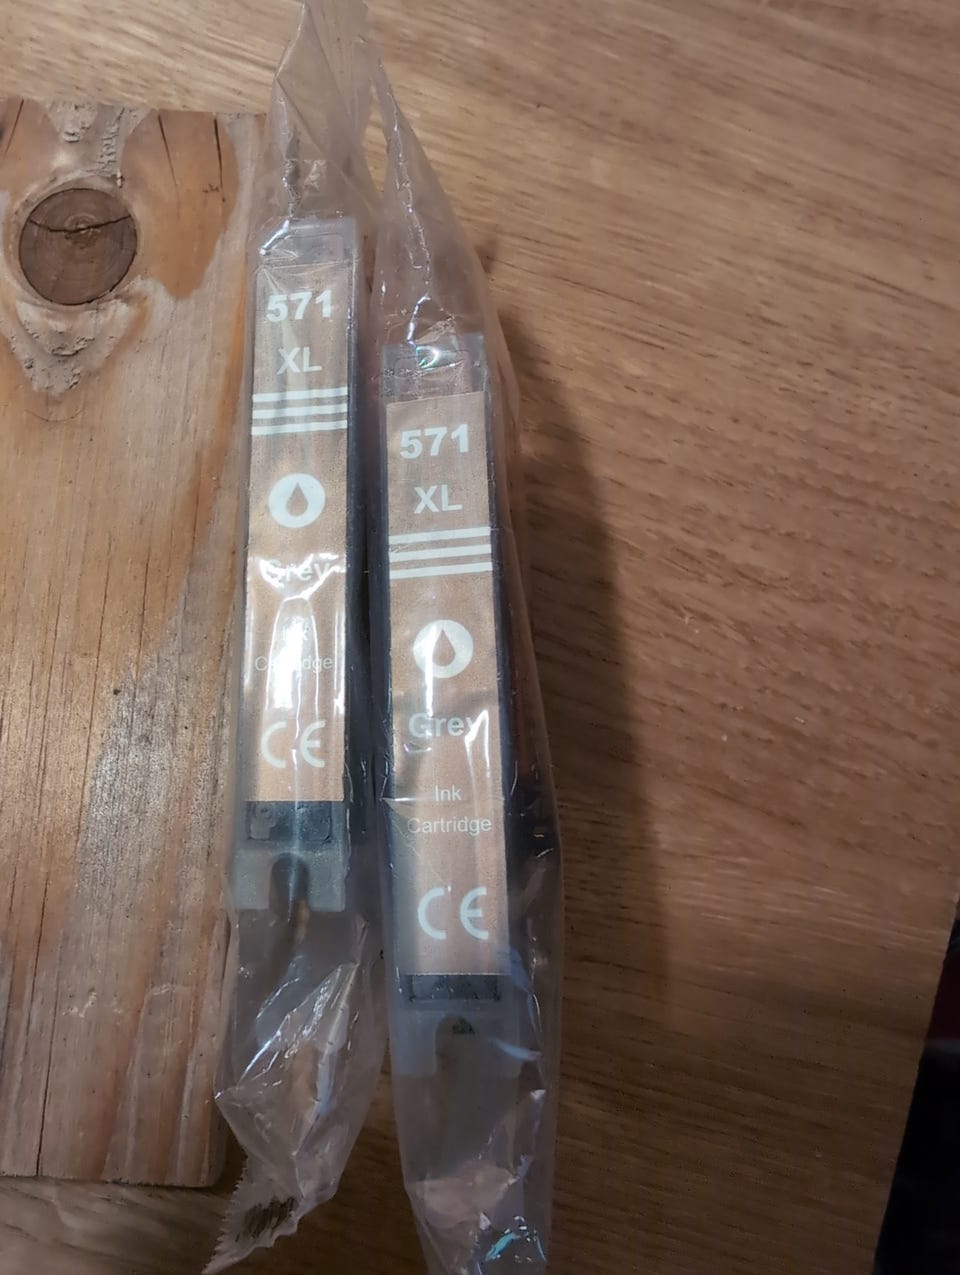 571
XL
Grey
Ink
Cartridge
CE
571
XL
Grey
Ink
Cartridge
CE